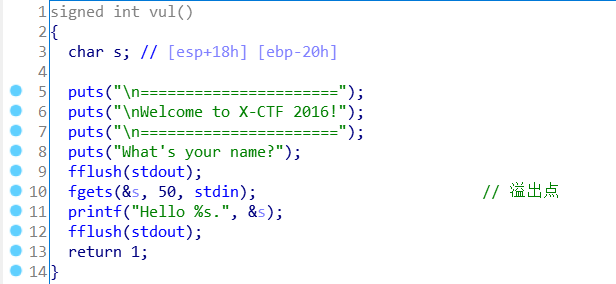 1 signed int vul()
2 {
3   char s; // [esp+18h] [ebp-20h]
4
5   puts("\n======================");
6   puts("\nWelcome to X-CTF 2016!");
7   puts("\n======================");
8   puts("What's your name?");
9   fflush(stdout);
10   fgets(&s, 50, stdin);                         // 溢出点
11   printf("Hello %s.", &s);
12   fflush(stdout);
13   return 1;
14 }